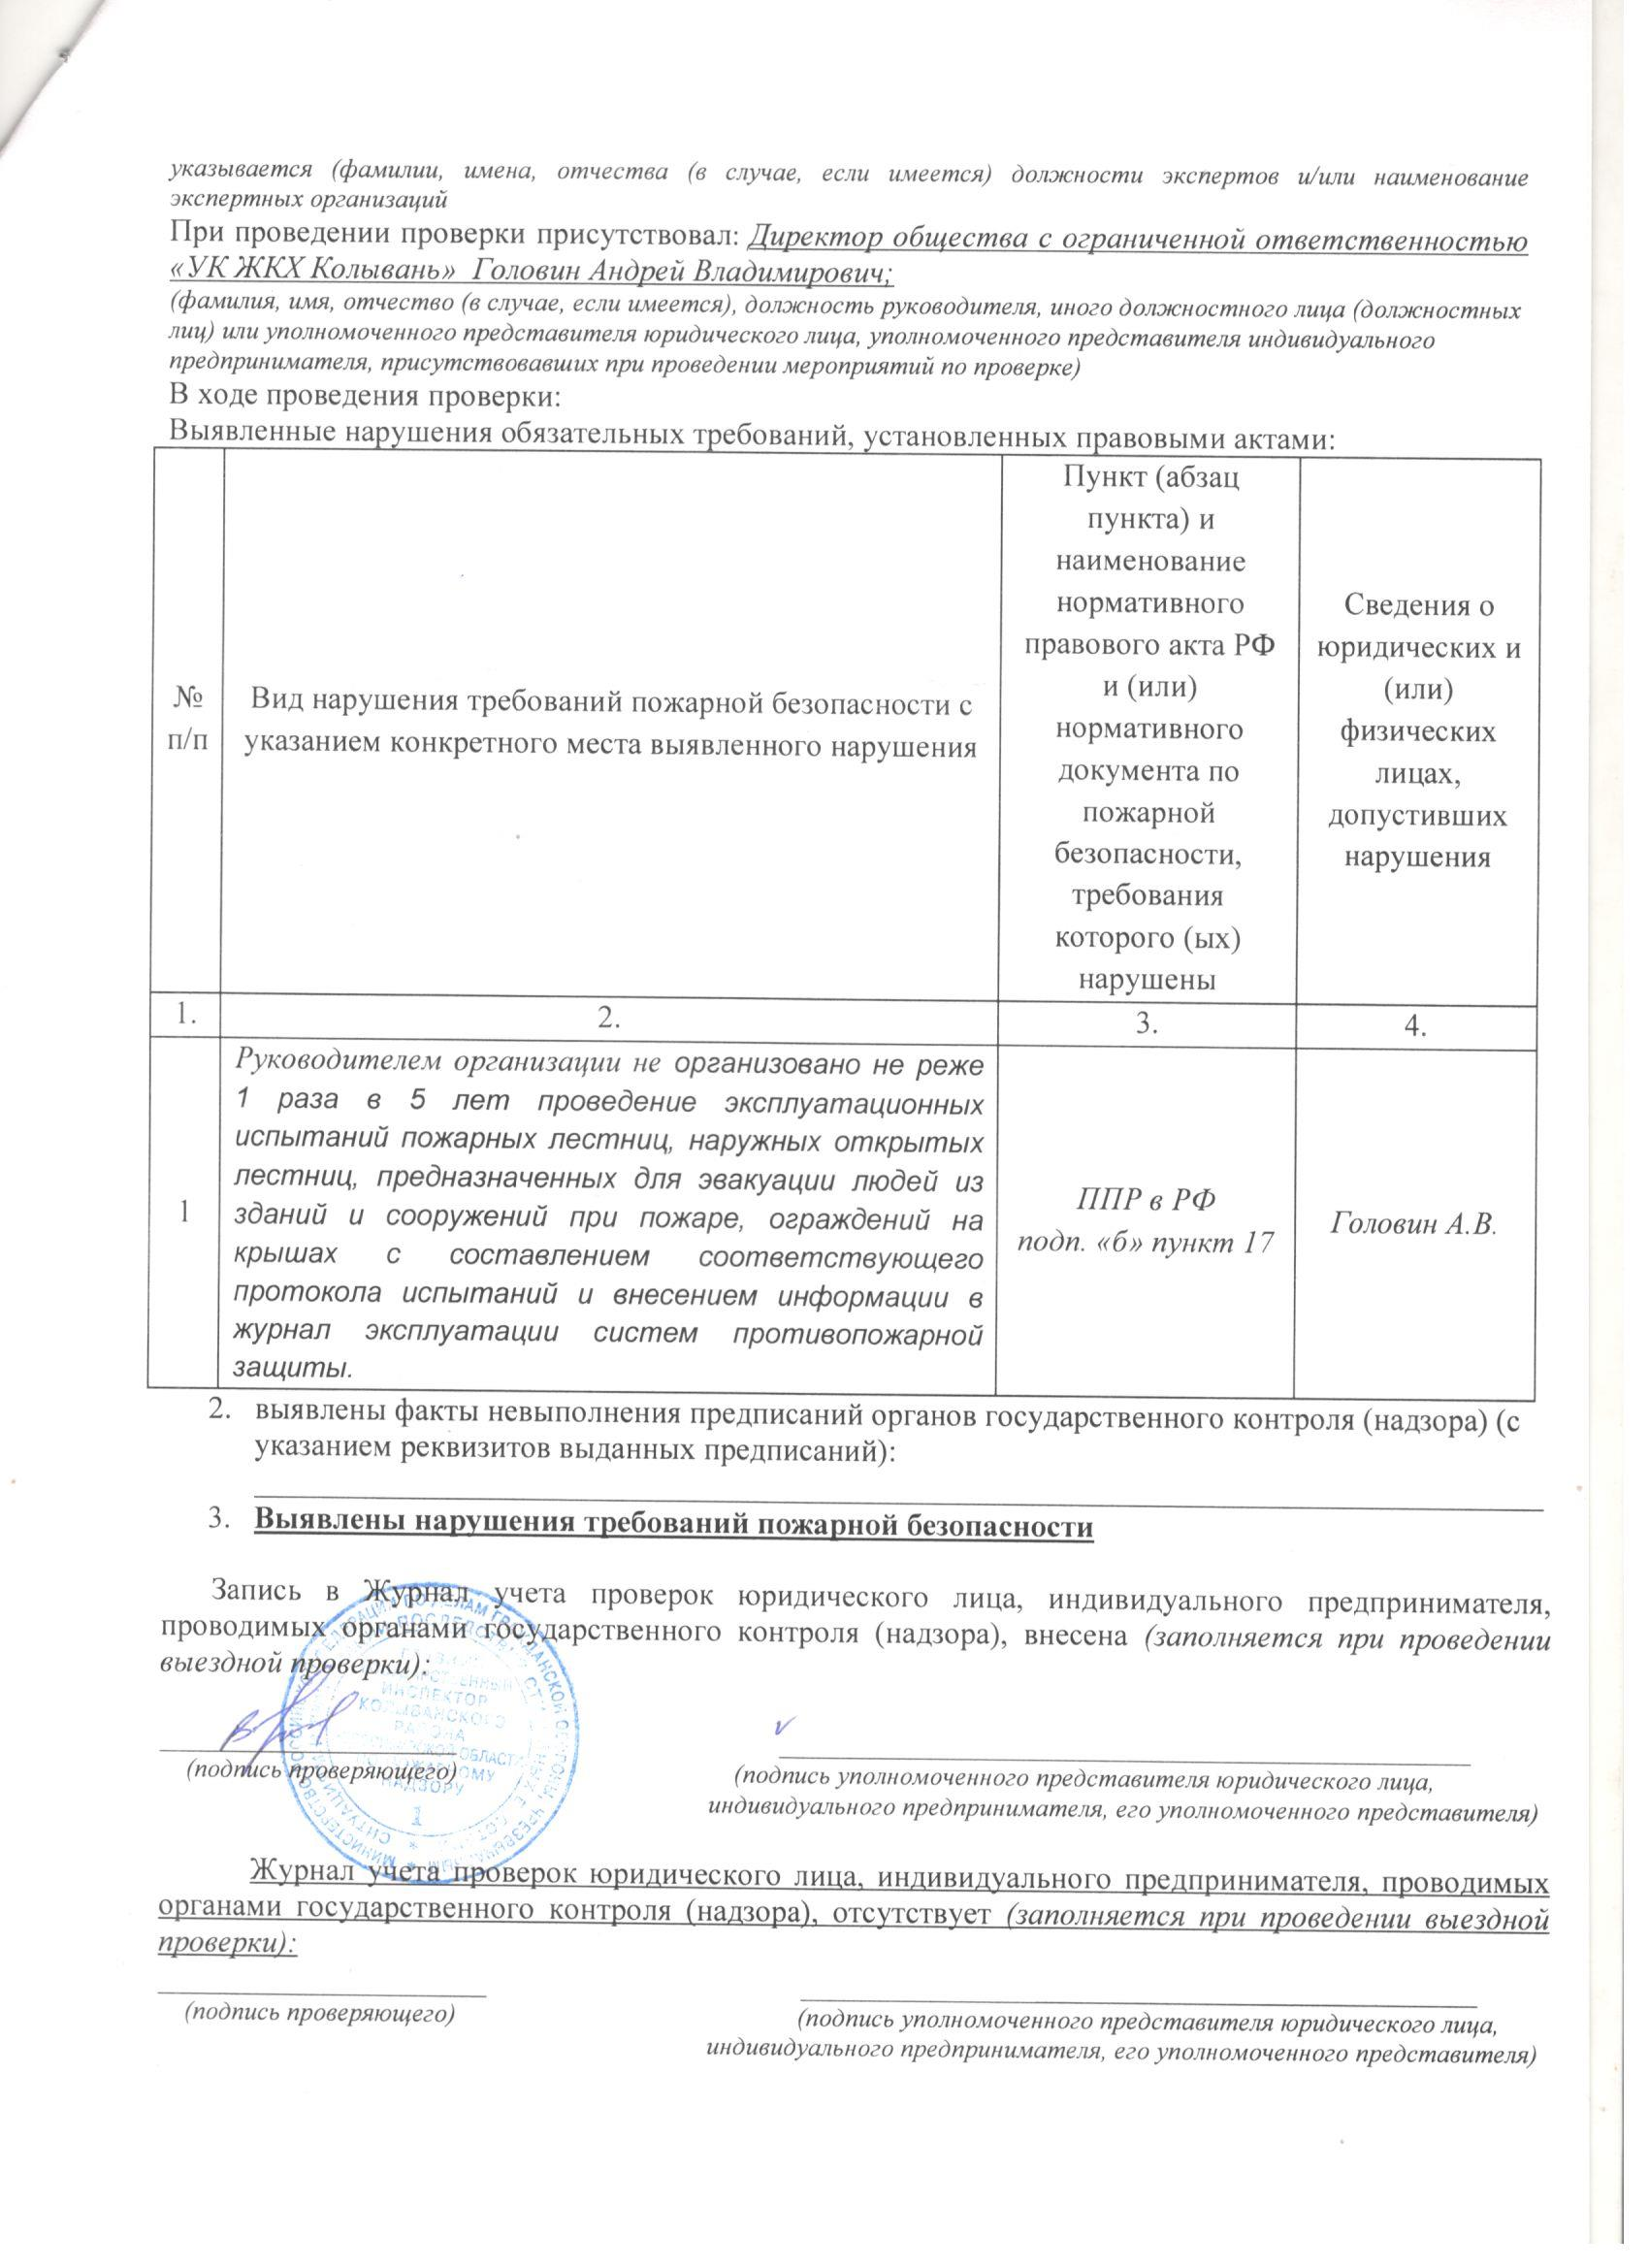 указывается (фамилии, имена, отчества (в случае, если имеется) должности экспертов и/или наименование
экспертных организаций
При проведении проверки присутствовал: Директор общества с ограниченной ответственностью
«УК ЖКХ Колывань» Головин Андрей Владимирович;
(фамилия, имя, отчество (в случае, если имеется), должность руководителя, иного должностного лица (должностных
лиц) или уполномоченного представителя юридического лица, уполномоченного представителя индивидуального
предпринимателя, присутствовавших при проведении мероприятий по проверке)
В ходе проведения проверки:
Выявленные нарушения обязательных требований, установленных правовыми актами:
№
п/п
Вид нарушения требований пожарной безопасности с
указанием конкретного места выявленного нарушения
Пункт (абзац
пункта) и
наименование
нормативного
правового акта РФ
и (или)
нормативного
документа по
пожарной
безопасности,
требования
которого (ых)
нарушены
Сведения о
юридических и
(или)
физических
лицах,
допустивших
нарушения
1.
2.
3.
4.
1
Руководителем организации не организовано не реже
1 раза в 5 лет проведение эксплуатационных
испытаний пожарных лестниц, наружных открытых
лестниц, предназначенных для эвакуации людей из
зданий и сооружений при пожаре, ограждений на
крышах с составлением соответствующего
протокола испытаний и внесением информации в
журнал эксплуатации систем противопожарной
защиты.
ППР в РФ
подп. «б» пункт 17
Головин А.В.
2. выявлены факты невыполнения предписаний органов государственного контроля (надзора) (с
указанием реквизитов выданных предписаний):
3. Выявлены нарушения требований пожарной безопасности
Запись в Журнал учета проверок юридического лица, индивидуального предпринимателя,
проводимых органами государственного контроля (надзора), внесена (заполняется при проведении
выездной проверки):
ИНСПЕКТОР
КОЛЫВАНСКОГО
РАЙОНА
ОБЛАСТИ
НАДЗОРУ
1
(подпись проверяющего)
(подпись уполномоченного представителя юридического лица,
индивидуального предпринимателя, его уполномоченного представителя)
Журнал учета проверок юридического лица, индивидуального предпринимателя, проводимых
органами государственного контроля (надзора), отсутствует (заполняется при проведении выездной
проверки):
(подпись проверяющего)
(подпись уполномоченного представителя юридического лица,
индивидуального предпринимателя, его уполномоченного представителя)